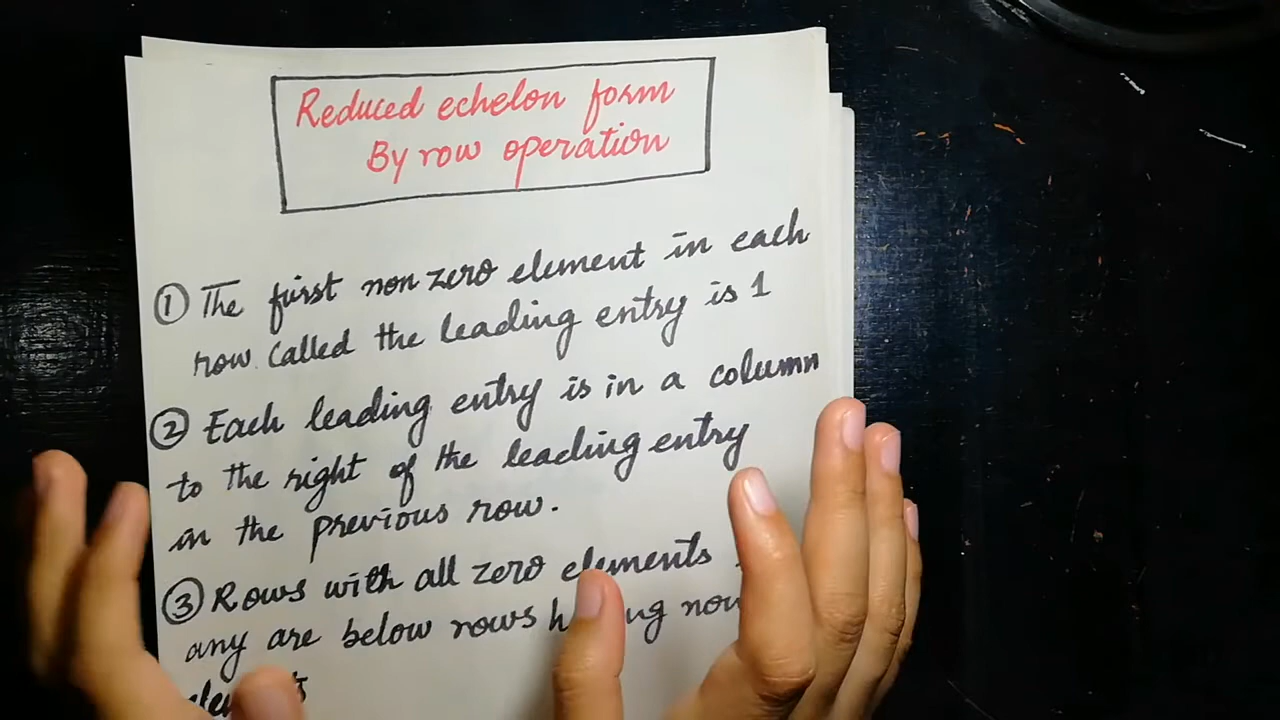 Reduced echelon form
By row operation
① The first non zero element in each
row called the leading entry is 1
② Each leading entry is in a column
to the right of the leading entry
in the previous row.
③ Rows with all zero elements
any are below rows